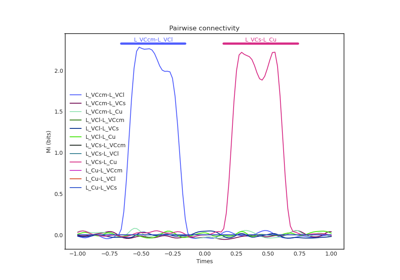 Pairwise connectivity
L_VCcm-L_VCl
L_VCs-L_Cu
2.0
1.5
1.0
0.5
0.0
MI (bits)
L_VCcm-L_VCl
L_VCcm-L_VCs
L_VCcm-L_Cu
L_VCl-L_VCcm
L_VCl-L_VCs
L_VCl-L_Cu
L_VCs-L_VCcm
L_VCs-L_VCl
L_VCs-L_Cu
L_Cu-L_VCcm
L_Cu-L_VCl
L_Cu-L_VCs
−1.00 −0.75 −0.50 −0.25 0.00 0.25 0.50 0.75 1.00
Times